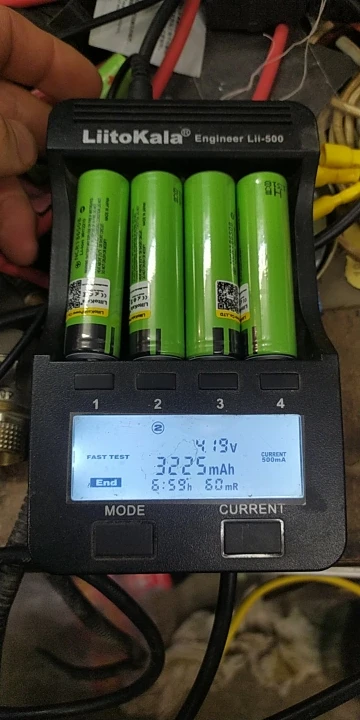 LiitoKala® Engineer Lii-500
1 2 3 4
②
4.19v
FAST TEST
3225mAh
CURRENT
500mA
End
6:59h 60mR
MODE CURRENT